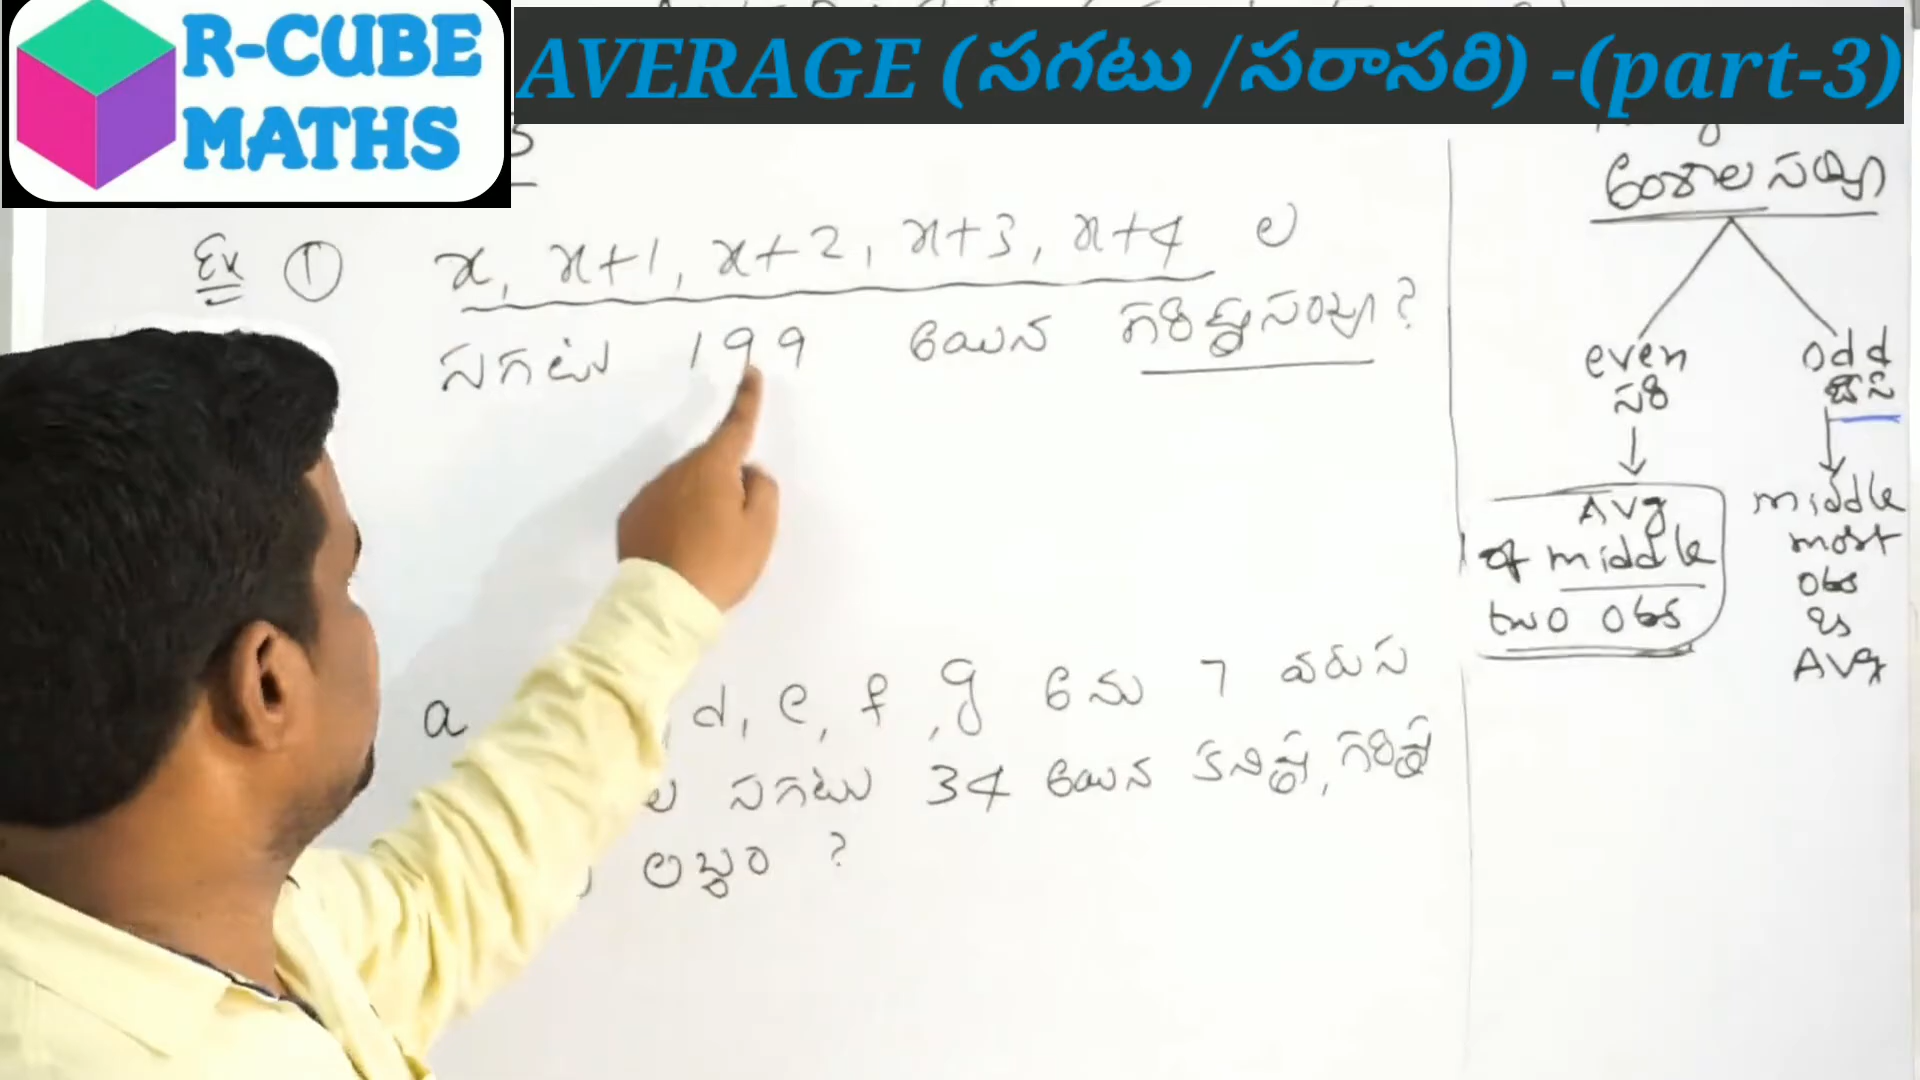 R-CUBE
MATHS
AVERAGE (సగటు /సరాసరి) -(part-3)
Ex ① x, x+1, x+2, x+3, x+4 ల
సగటు 199 అయిన గరిష్ఠసంఖ్య?
a d, e, f, g అను 7 వరుస
ల సగటు 34 అయిన కనిష్ఠ, గరిష్ఠ
లబ్ధం ?
అంశాల సంఖ్య
even
సరి
Avg
of middle
two obs
odd
బేసి
middle
most
obs
is
Avg